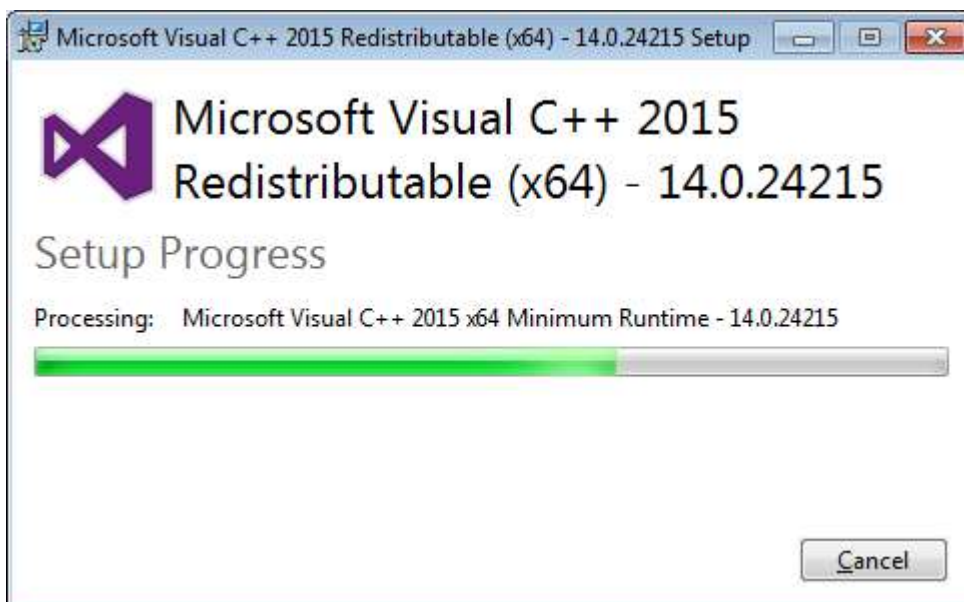 Microsoft Visual C++ 2015 Redistributable (x64) - 14.0.24215 Setup
Microsoft Visual C++ 2015
Redistributable (x64) - 14.0.24215
Setup Progress
Processing: Microsoft Visual C++ 2015 x64 Minimum Runtime - 14.0.24215
Cancel